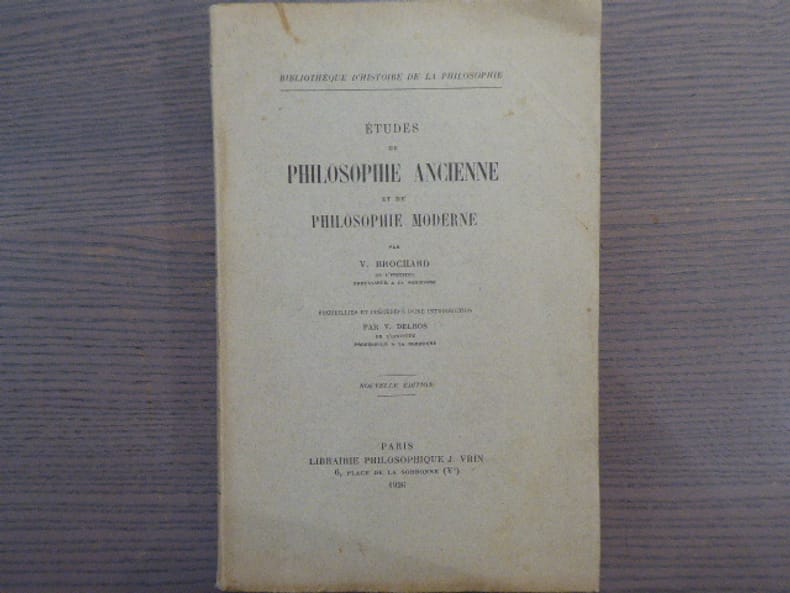 BIBLIOTHÈQUE D'HISTOIRE DE LA PHILOSOPHIE
ÉTUDES
DE
PHILOSOPHIE ANCIENNE
ET DE
PHILOSOPHIE MODERNE
PAR
V. BROCHARD
DE L'INSTITUT
PROFESSEUR A LA SORBONNE
RECUEILLIES ET PRÉCÉDÉES D'UNE INTRODUCTION
PAR V. DELBOS
DE L'INSTITUT
PROFESSEUR A LA SORBONNE
NOUVELLE ÉDITION
PARIS
LIBRAIRIE PHILOSOPHIQUE J. VRIN
6, PLACE DE LA SORBONNE (Vᵉ)
1926